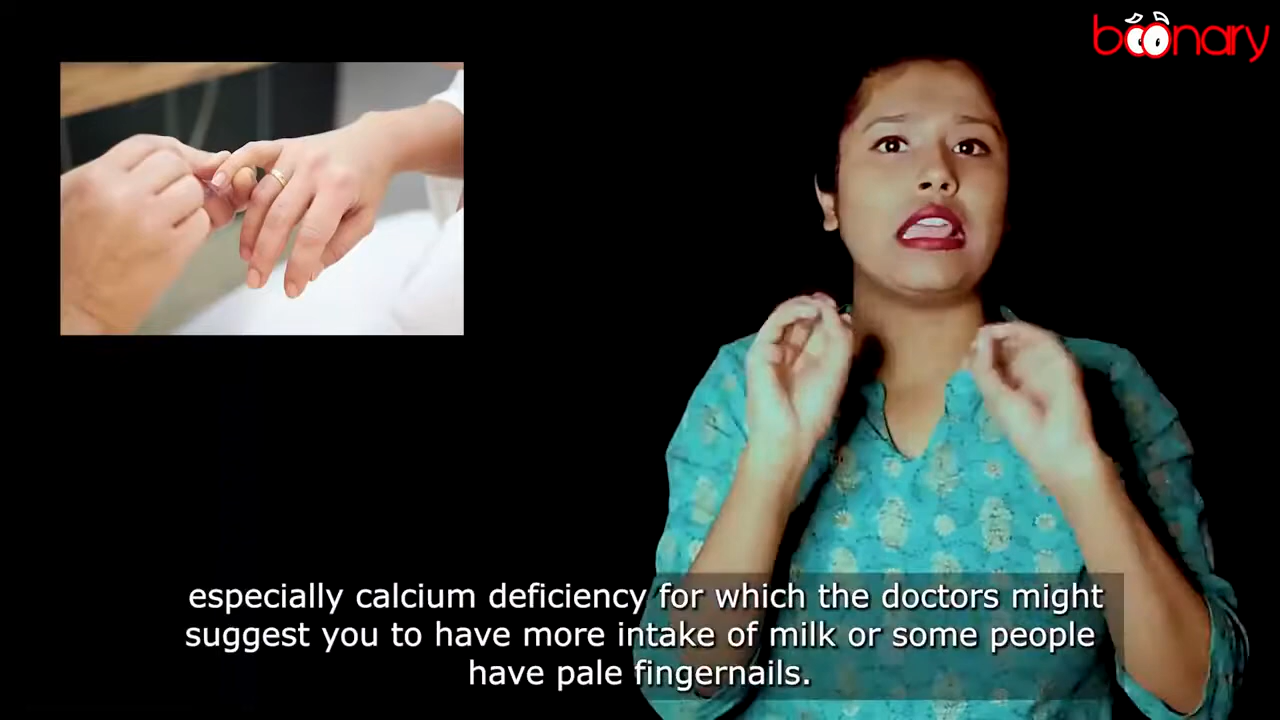 boonary
especially calcium deficiency for which the doctors might
suggest you to have more intake of milk or some people
have pale fingernails.